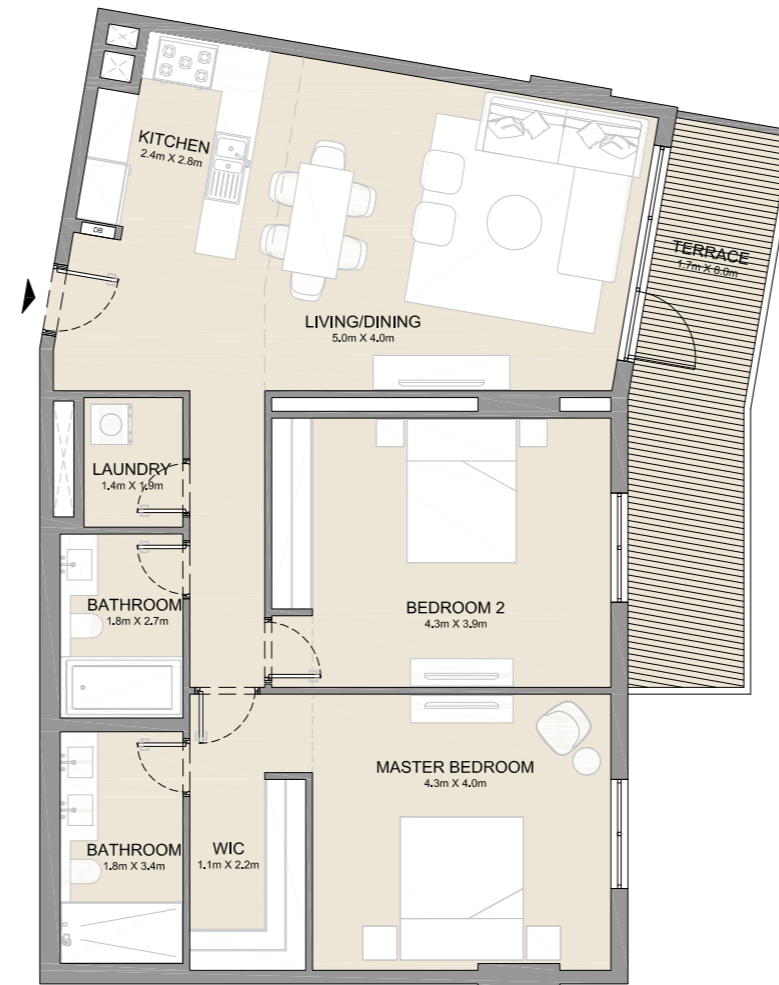 KITCHEN
2.4m X 2.8m
DB
TERRACE
1.7m X 8.0m
LIVING/DINING
5.0m X 4.0m
LAUNDRY
1.4m X 1.9m
BATHROOM
1.8m X 2.7m
BEDROOM 2
4.3m X 3.9m
MASTER BEDROOM
4.3m X 4.0m
BATHROOM
1.8m X 3.4m
WIC
1.1m X 2.2m